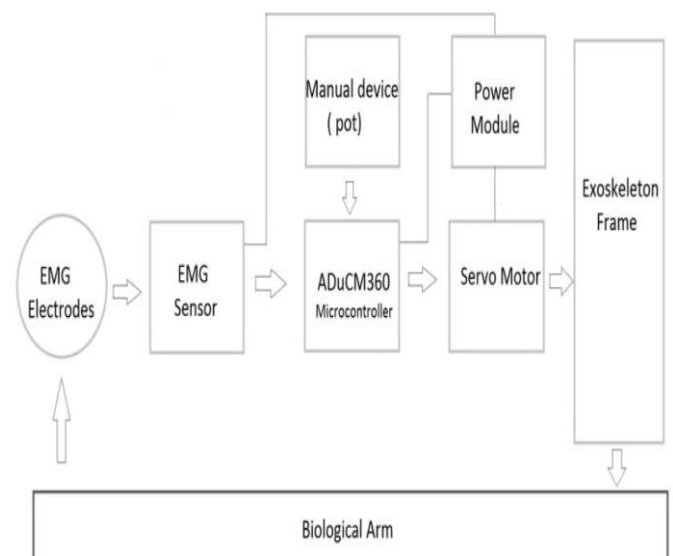 Manual device
( pot)
Power
Module
Exoskeleton
Frame
EMG
Electrodes
EMG
Sensor
ADuCM360
Microcontroller
Servo Motor
Biological Arm